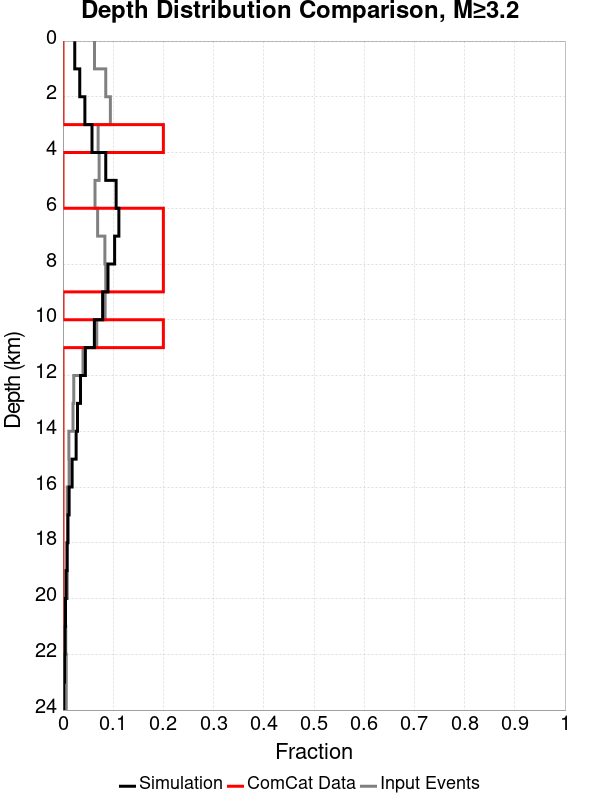 Depth Distribution Comparison, M≥3.2
0
2
4
6
8
10
12
14
16
18
20
22
24
Depth (km)
0 0.1 0.2 0.3 0.4 0.5 0.6 0.7 0.8 0.9 1
Fraction
Simulation ComCat Data Input Events